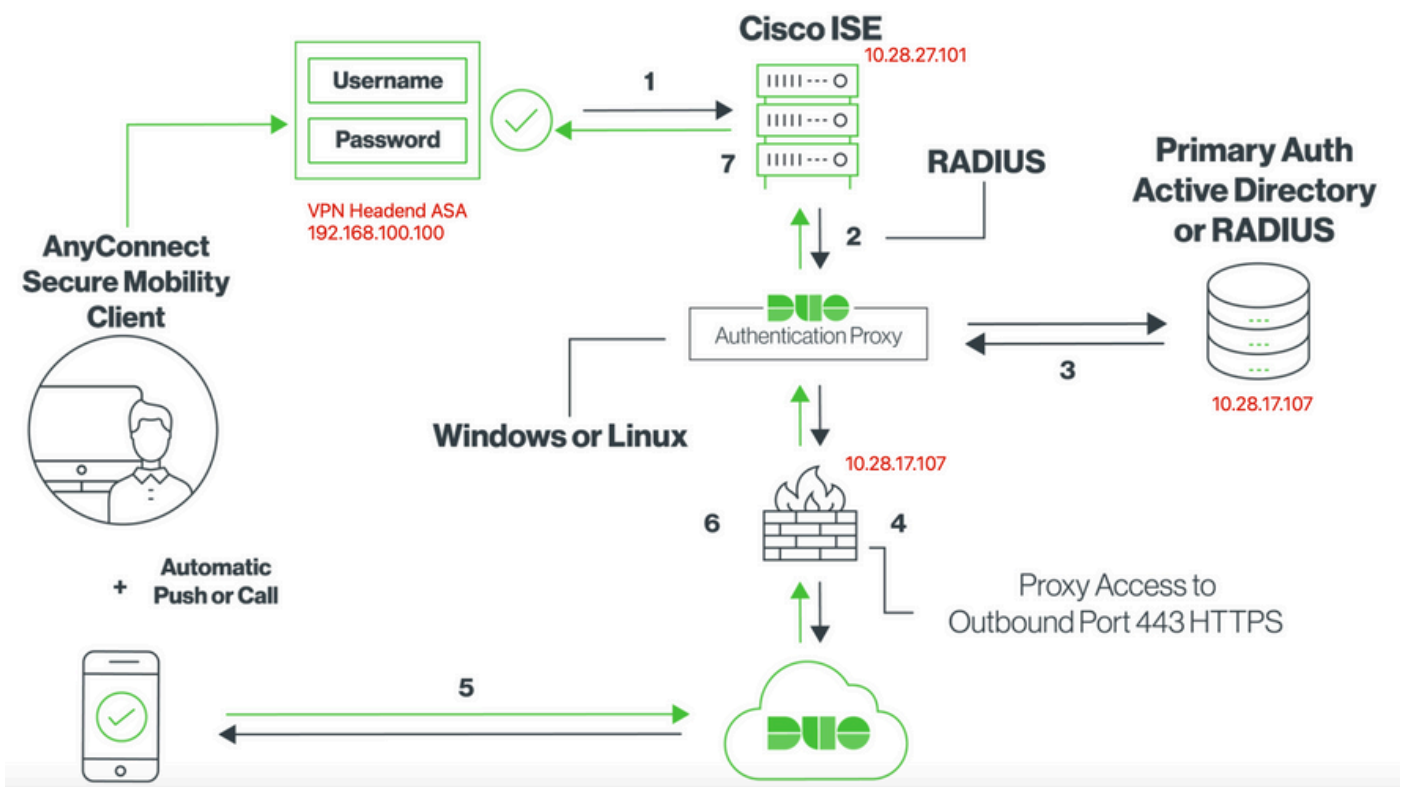 Cisco ISE
10.28.27.101
Username
Password
1
7
VPN Headend ASA
192.168.100.100
RADIUS
2
Primary Auth
Active Directory
or RADIUS
AnyConnect
Secure Mobility
Client
DUO
Authentication Proxy
3
10.28.17.107
Windows or Linux
10.28.17.107
6
4
+
Automatic
Push or Call
Proxy Access to
Outbound Port 443 HTTPS
5
DUO